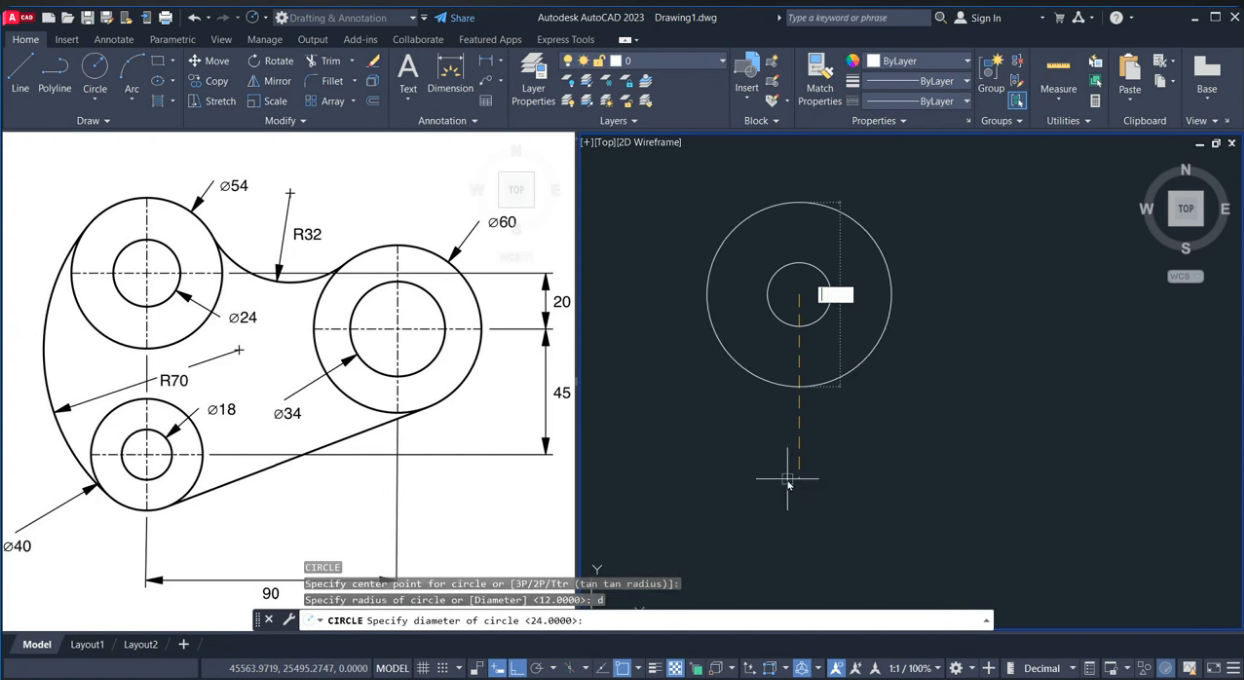 CAD Drafting & Annotation Share Autodesk AutoCAD 2023 Drawing1.dwg Type a keyword or phrase Sign In
Home Insert Annotate Parametric View Manage Output Add-ins Collaborate Featured Apps Express Tools
Move Rotate Trim 0 ByLayer
Copy Mirror Fillet ByLayer
Stretch Scale Array ByLayer
Line Polyline Circle Arc Text Dimension Layer Properties Insert Match Properties Group Measure Paste Base
Draw Modify Annotation Layers Block Properties Groups Utilities Clipboard View
[+][Top][2D Wireframe]
N
W TOP E
S
WCS
N
W TOP E
S
WCS
⌀54
R32
⌀60
20
⌀24
R70
45
⌀18
⌀34
⌀40
90
Y
CIRCLE
Specify center point for circle or [3P/2P/Ttr (tan tan radius)]:
Specify radius of circle or [Diameter] <12.0000>: d
CIRCLE Specify diameter of circle <24.0000>:
Model Layout1 Layout2 +
45563.9719, 25495.2747, 0.0000 MODEL 1:1 / 100% Decimal